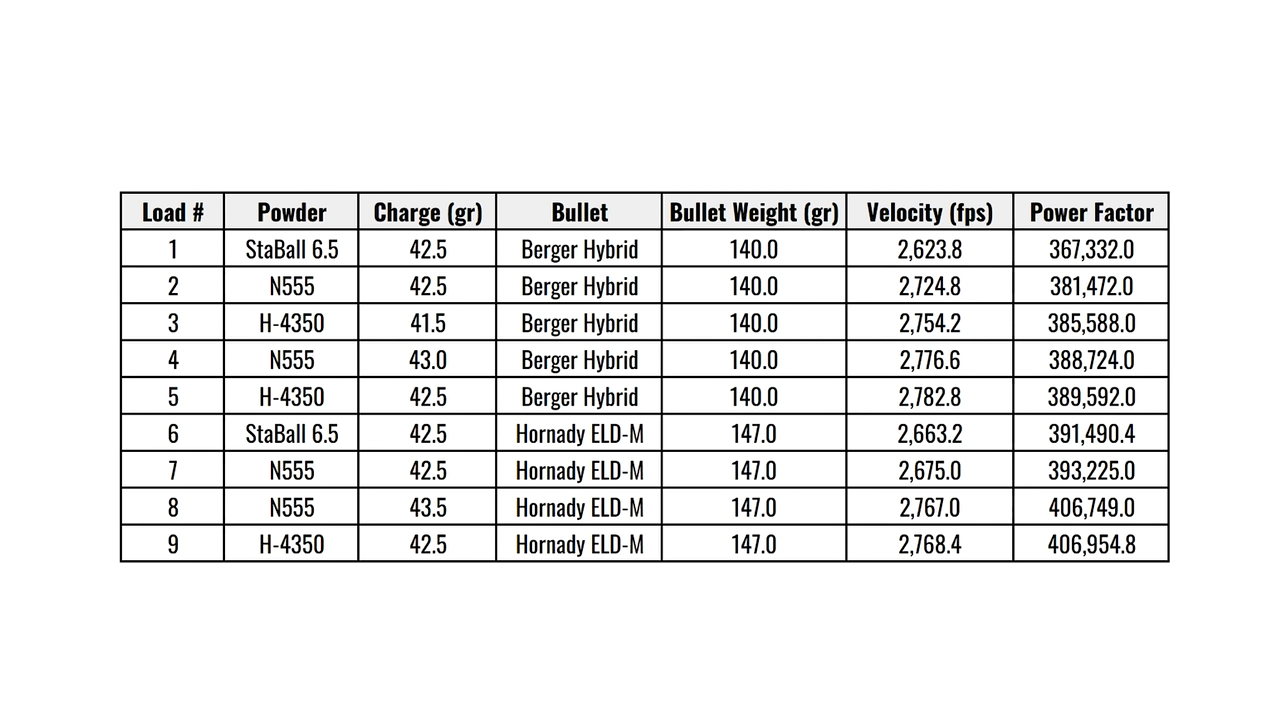 Load # Powder Charge (gr) Bullet Bullet Weight (gr) Velocity (fps) Power Factor
1 StaBall 6.5 42.5 Berger Hybrid 140.0 2,623.8 367,332.0
2 N555 42.5 Berger Hybrid 140.0 2,724.8 381,472.0
3 H-4350 41.5 Berger Hybrid 140.0 2,754.2 385,588.0
4 N555 43.0 Berger Hybrid 140.0 2,776.6 388,724.0
5 H-4350 42.5 Berger Hybrid 140.0 2,782.8 389,592.0
6 StaBall 6.5 42.5 Hornady ELD-M 147.0 2,663.2 391,490.4
7 N555 42.5 Hornady ELD-M 147.0 2,675.0 393,225.0
8 N555 43.5 Hornady ELD-M 147.0 2,767.0 406,749.0
9 H-4350 42.5 Hornady ELD-M 147.0 2,768.4 406,954.8